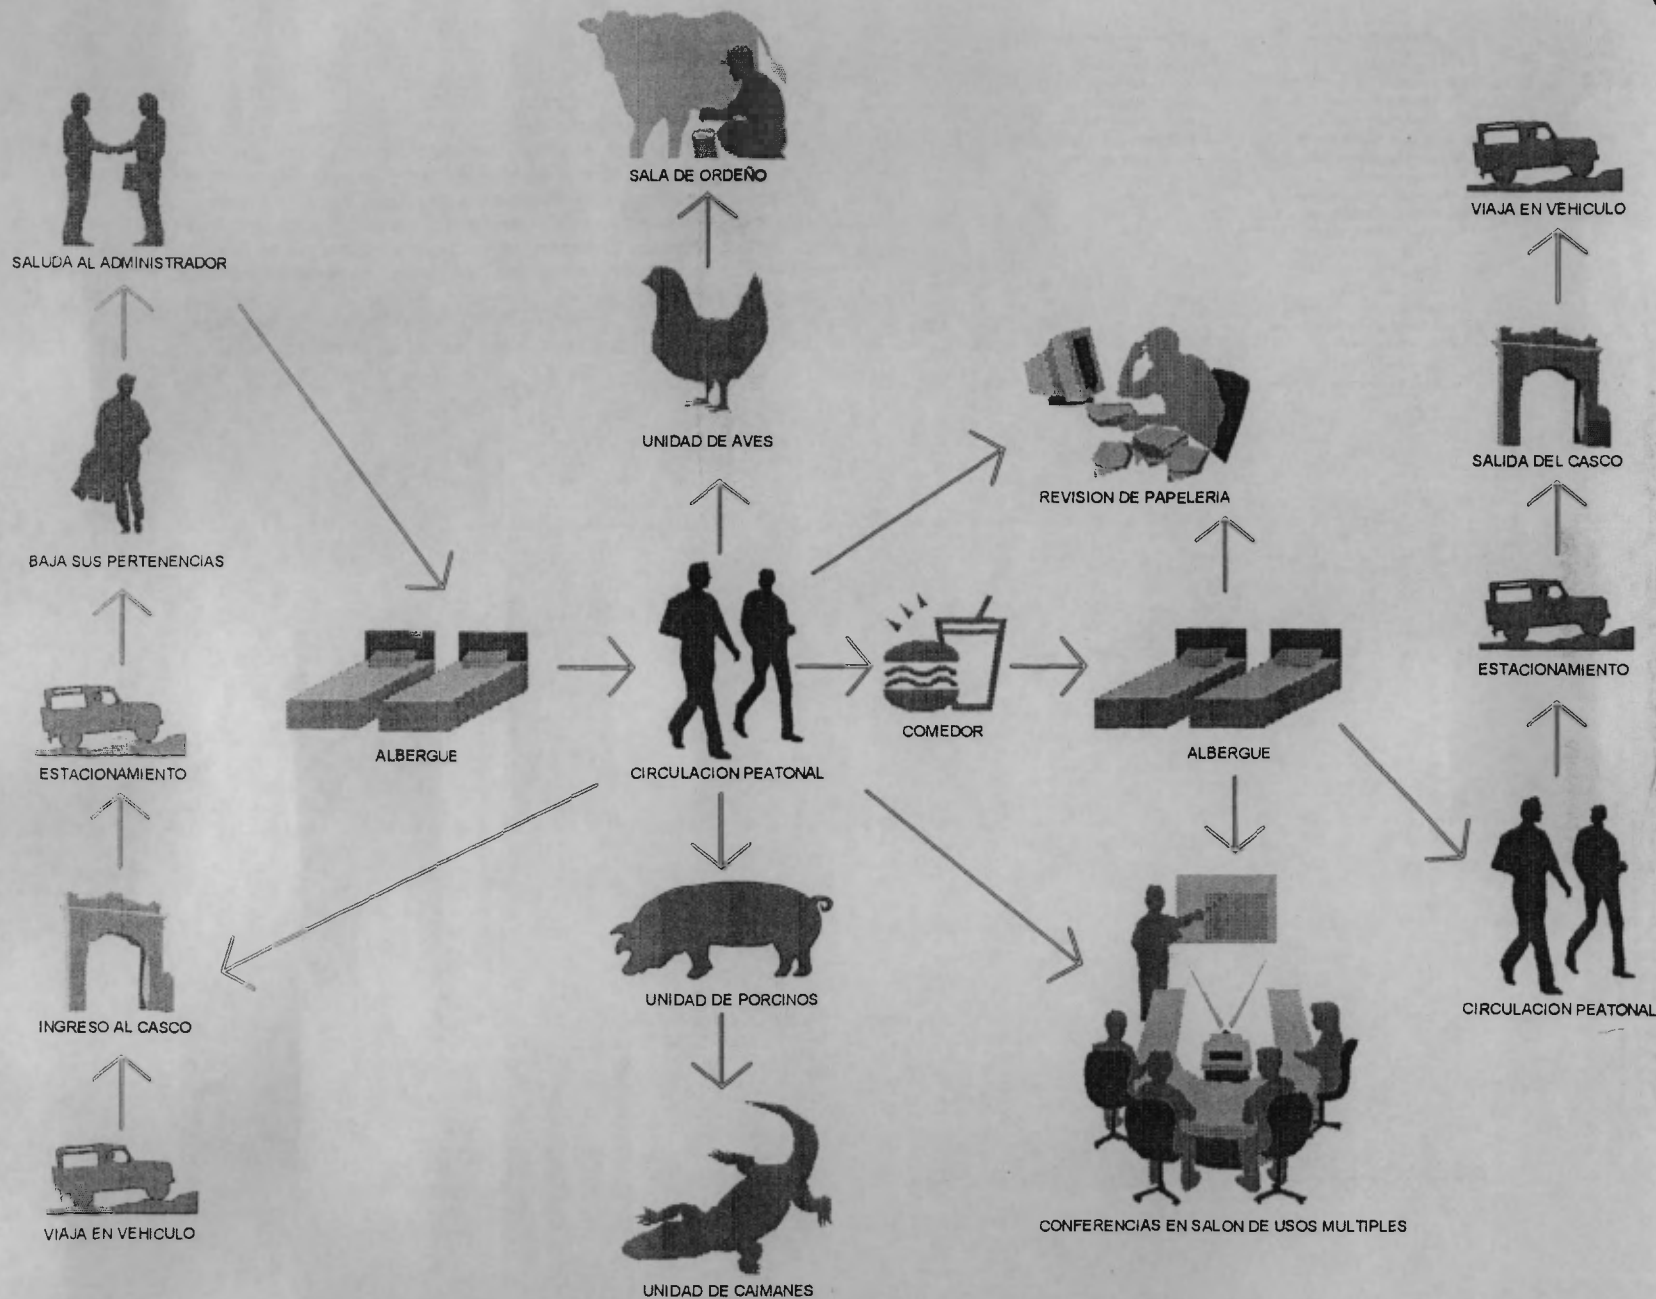 SALA DE ORDEÑO
VIAJA EN VEHICULO
SALUDA AL ADMINISTRADOR
UNIDAD DE AVES
SALIDA DEL CASCO
REVISION DE PAPELERIA
BAJA SUS PERTENENCIAS
ESTACIONAMIENTO
COMEDOR
ALBERGUE
ALBERGUE
CIRCULACION PEATONAL
ESTACIONAMIENTO
UNIDAD DE PORCINOS
CIRCULACION PEATONAL
INGRESO AL CASCO
CONFERENCIAS EN SALON DE USOS MULTIPLES
VIAJA EN VEHICULO
UNIDAD DE CAIMANES